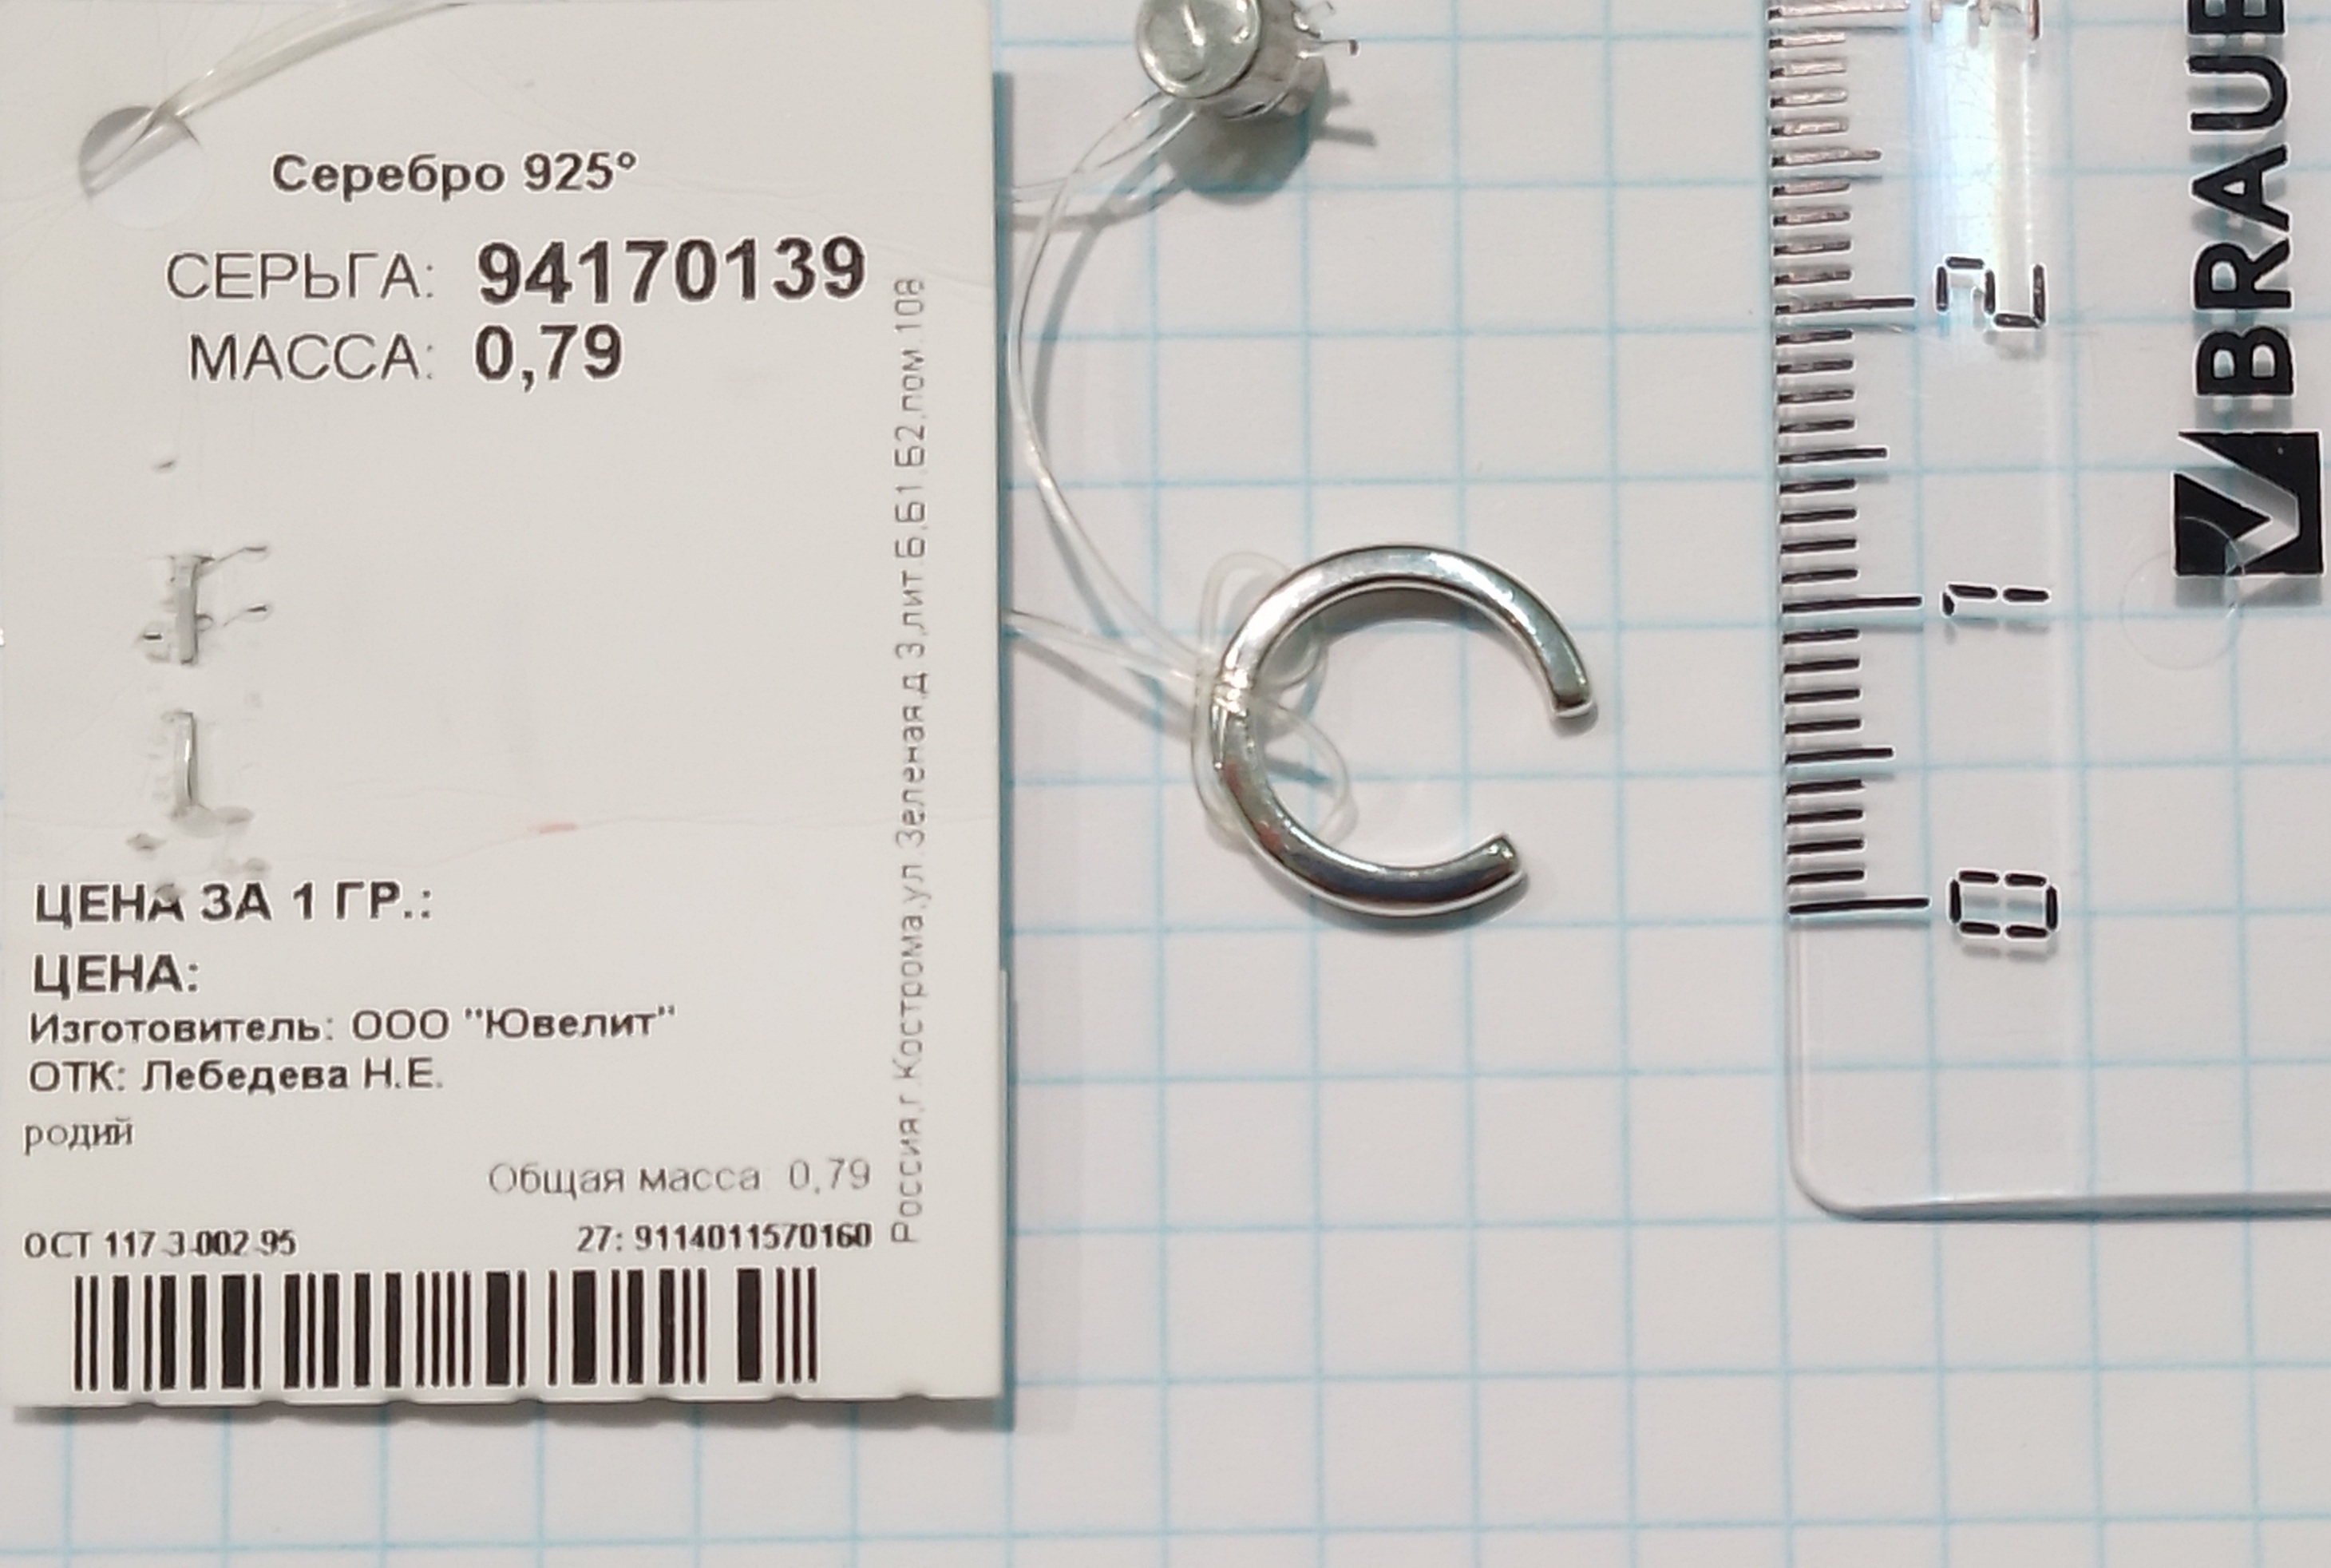 Серебро 925°
СЕРЬГА: 94170139
МАССА: 0,79
ЦЕНА ЗА 1 ГР.:
ЦЕНА:
Изготовитель: ООО "Ювелит"
ОТК: Лебедева Н.Е.
родий
Общая масса 0,79
ОСТ 117-3-002-95
27: 9114011570160
Россия,г.Кострома,ул.Зеленая,д.3,лит.Б,Б1,Б2,пом.108
2
1
0
BRAUB